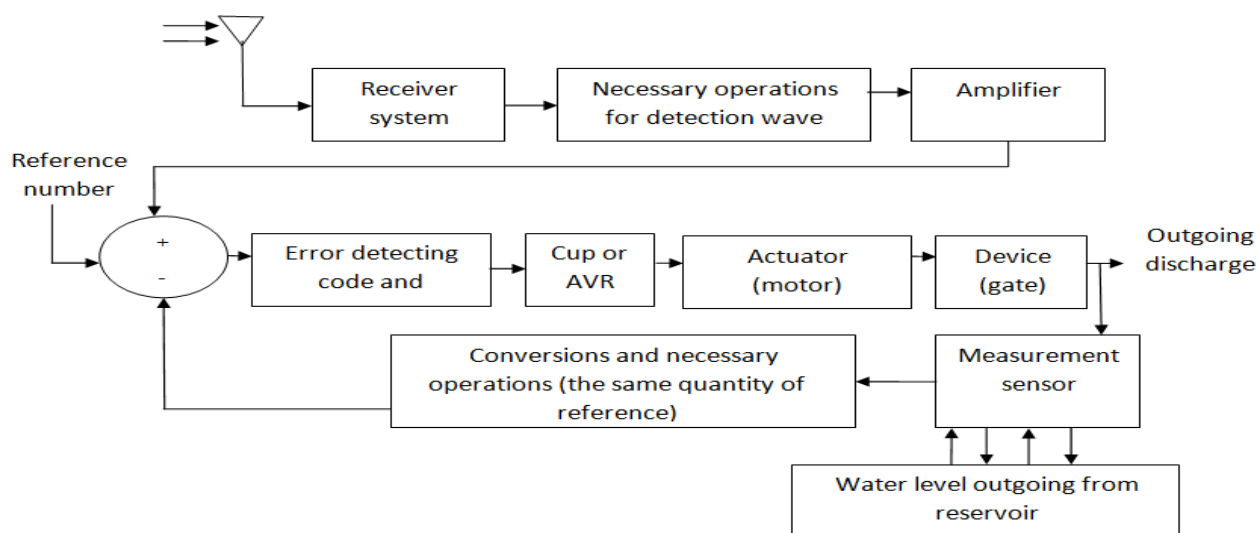 Receiver
system
Necessary operations
for detection wave
Amplifier
Reference
number
+
-
Error detecting
code and
Cup or
AVR
Actuator
(motor)
Device
(gate)
Outgoing
discharge
Conversions and necessary
operations (the same quantity of
reference)
Measurement
sensor
Water level outgoing from
reservoir